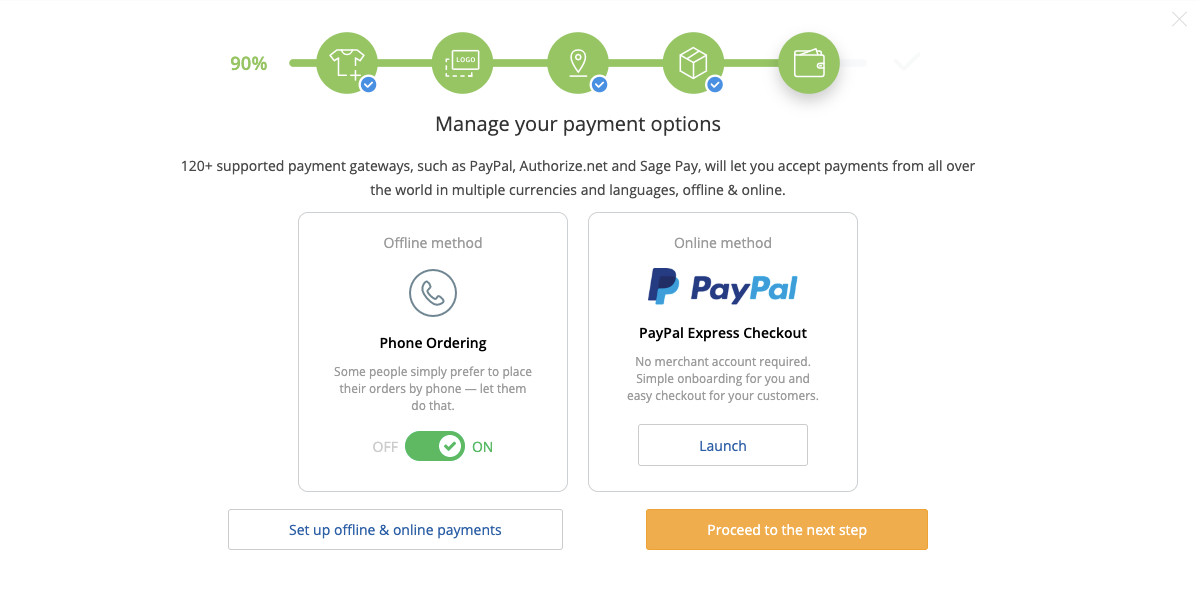 90%
LOGO
Manage your payment options
120+ supported payment gateways, such as PayPal, Authorize.net and Sage Pay, will let you accept payments from all over
the world in multiple currencies and languages, offline & online.
Offline method
Phone Ordering
Some people simply prefer to place
their orders by phone — let them
do that.
OFF ON
Online method
PayPal
PayPal Express Checkout
No merchant account required.
Simple onboarding for you and
easy checkout for your customers.
Launch
Set up offline & online payments
Proceed to the next step